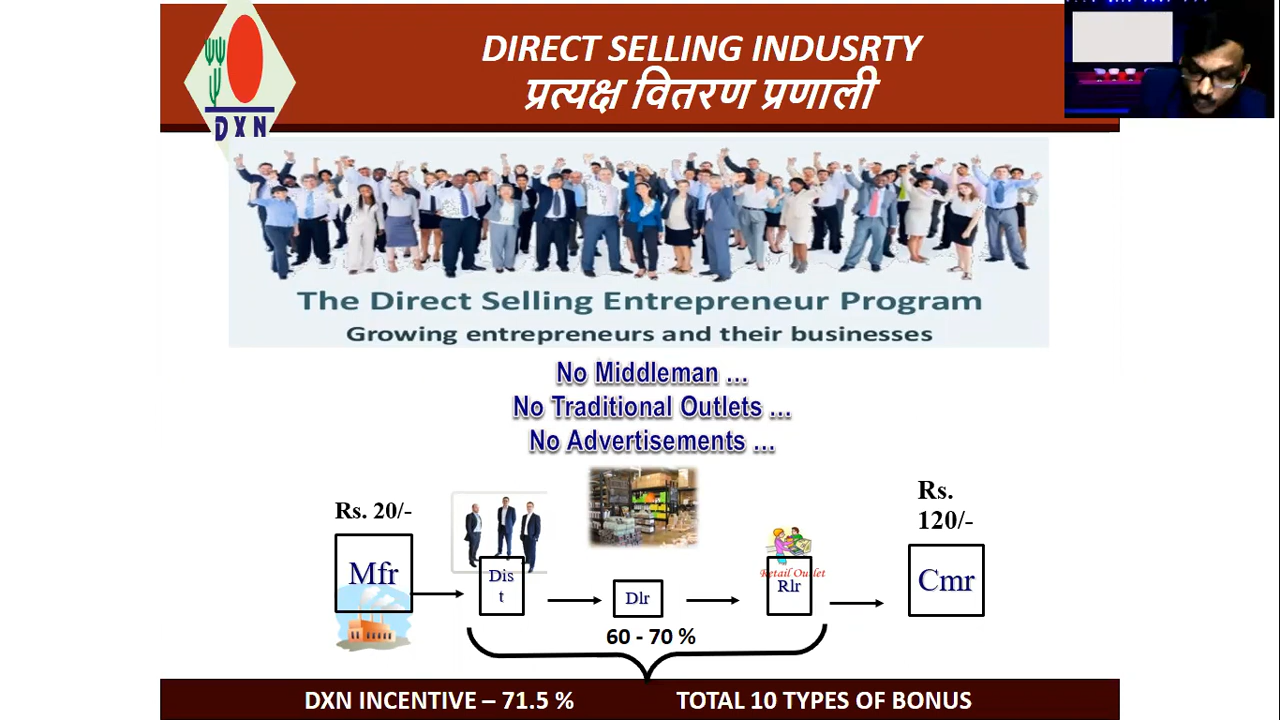 DIRECT SELLING INDUSRTY
प्रत्यक्ष वितरण प्रणाली
DXN
The Direct Selling Entrepreneur Program
Growing entrepreneurs and their businesses
No Middleman ...
No Traditional Outlets ...
No Advertisements ...
Rs. 20/-
Rs.
120/-
Mfr
Dis
t
Dlr
Retail Outlet
Rlr
Cmr
60 - 70 %
DXN INCENTIVE – 71.5 %
TOTAL 10 TYPES OF BONUS